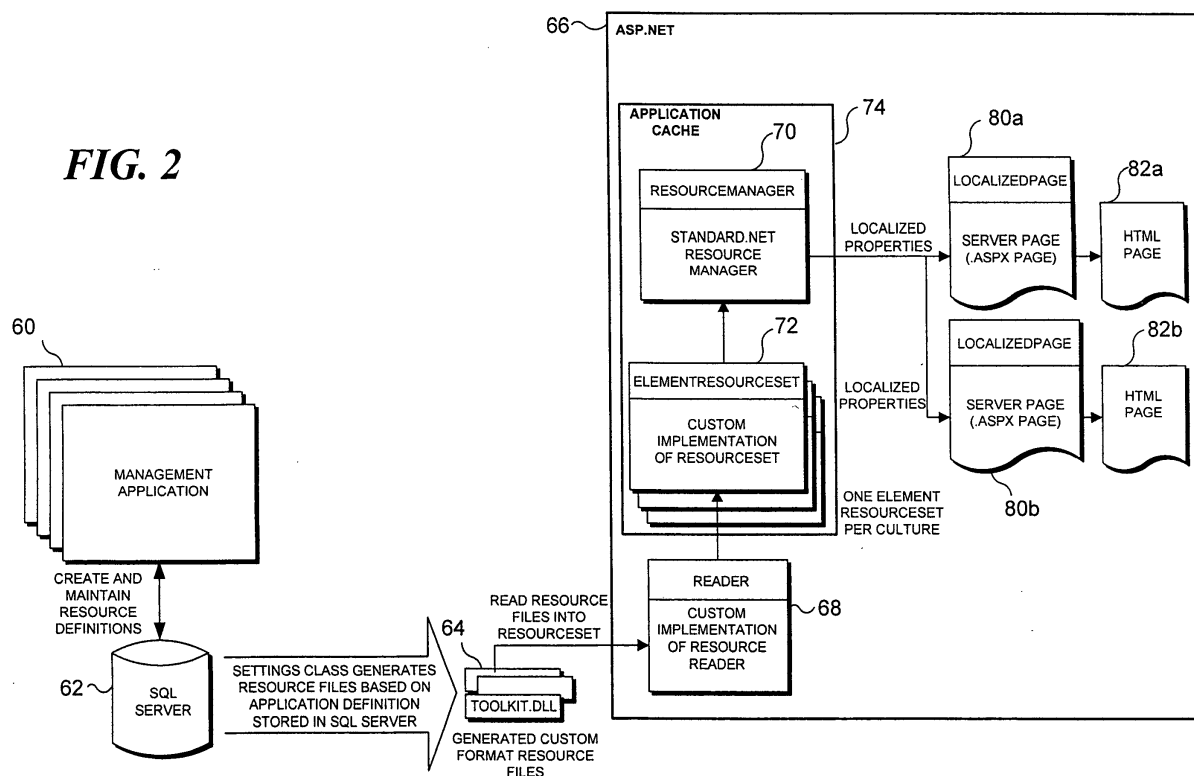 FIG. 2
66
ASP.NET
APPLICATION
CACHE
74
70
RESOURCEMANAGER
STANDARD.NET
RESOURCE
MANAGER
72
ELEMENTRESOURCESET
CUSTOM
IMPLEMENTATION
OF RESOURCESET
ONE ELEMENT
RESOURCESET
PER CULTURE
LOCALIZED
PROPERTIES
LOCALIZED
PROPERTIES
80a
LOCALIZEDPAGE
SERVER PAGE
(.ASPX PAGE)
82a
HTML
PAGE
LOCALIZEDPAGE
SERVER PAGE
(.ASPX PAGE)
80b
82b
HTML
PAGE
60
MANAGEMENT
APPLICATION
CREATE AND
MAINTAIN
RESOURCE
DEFINITIONS
62
SQL
SERVER
SETTINGS CLASS GENERATES
RESOURCE FILES BASED ON
APPLICATION DEFINITION
STORED IN SQL SERVER
64
TOOLKIT.DLL
GENERATED CUSTOM
FORMAT RESOURCE
FILES
READ RESOURCE
FILES INTO
RESOURCESET
READER
CUSTOM
IMPLEMENTATION
OF RESOURCE
READER
68